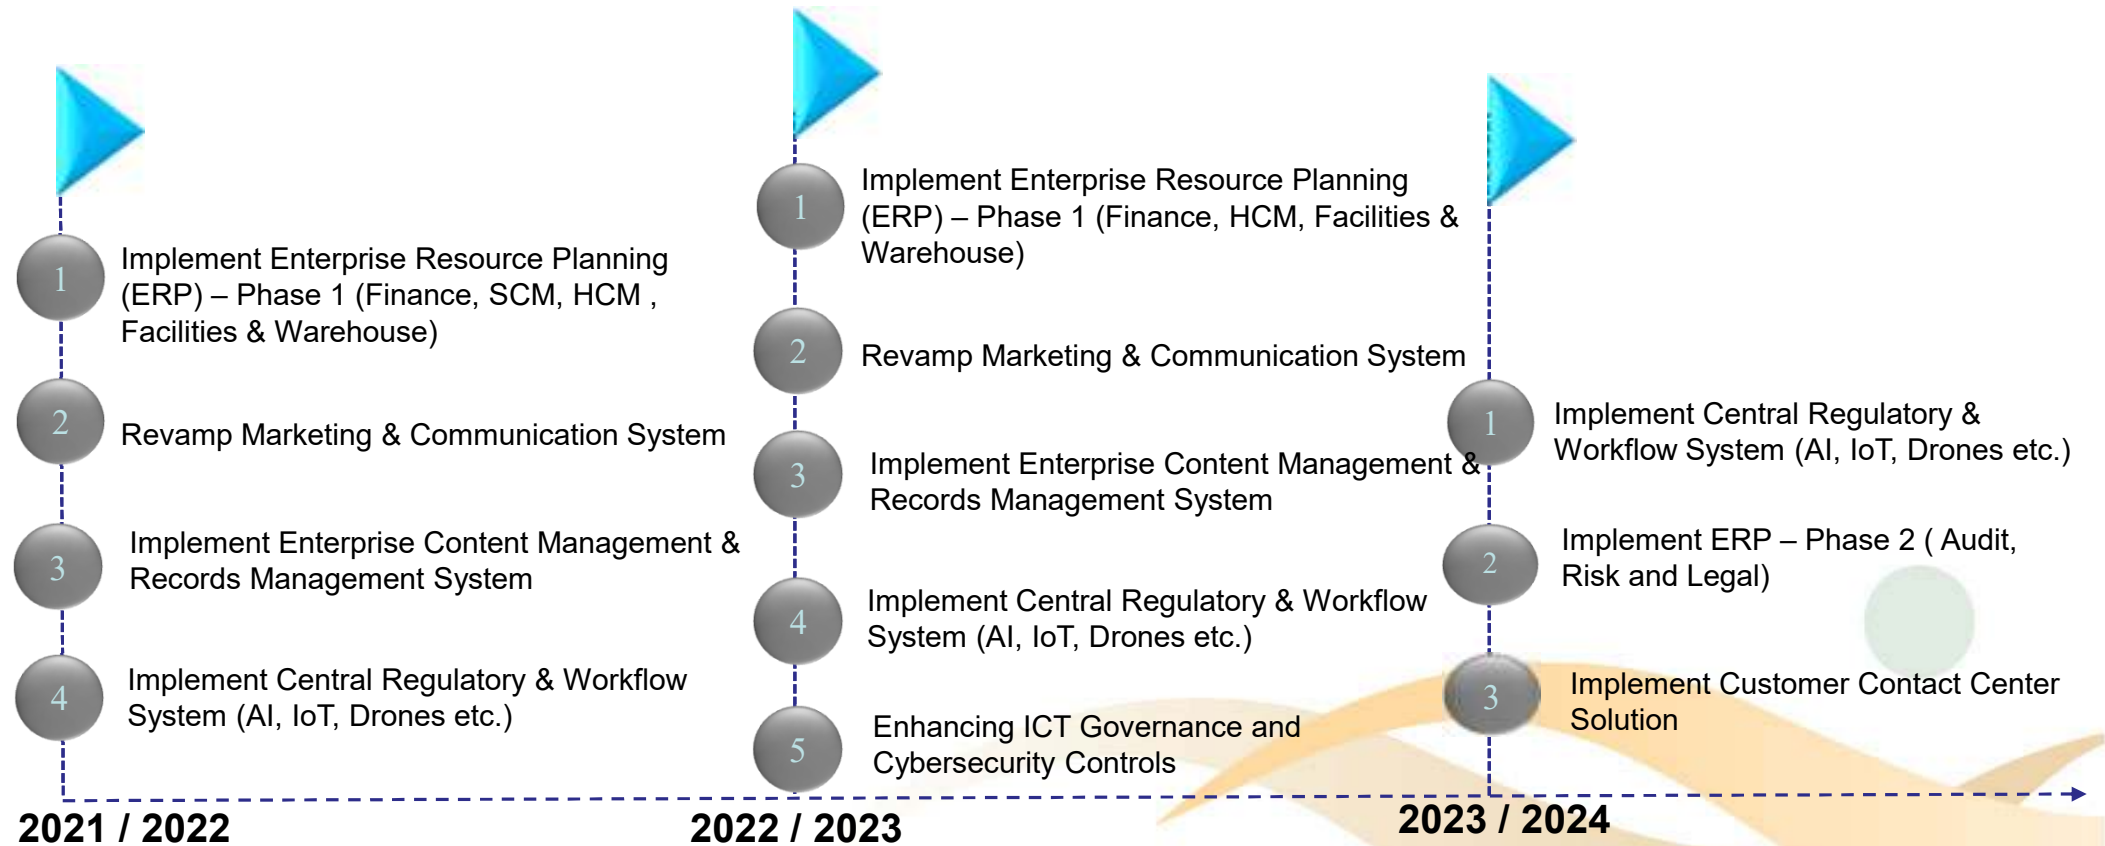 1
Implement Enterprise Resource Planning
(ERP) – Phase 1 (Finance, SCM, HCM ,
Facilities & Warehouse)
2
Revamp Marketing & Communication System
3
Implement Enterprise Content Management &
Records Management System
4
Implement Central Regulatory & Workflow
System (AI, IoT, Drones etc.)
2021 / 2022
1
Implement Enterprise Resource Planning
(ERP) – Phase 1 (Finance, HCM, Facilities &
Warehouse)
2
Revamp Marketing & Communication System
3
Implement Enterprise Content Management &
Records Management System
4
Implement Central Regulatory & Workflow
System (AI, IoT, Drones etc.)
5
Enhancing ICT Governance and
Cybersecurity Controls
2022 / 2023
1
Implement Central Regulatory &
Workflow System (AI, IoT, Drones etc.)
2
Implement ERP – Phase 2 ( Audit,
Risk and Legal)
3
Implement Customer Contact Center
Solution
2023 / 2024